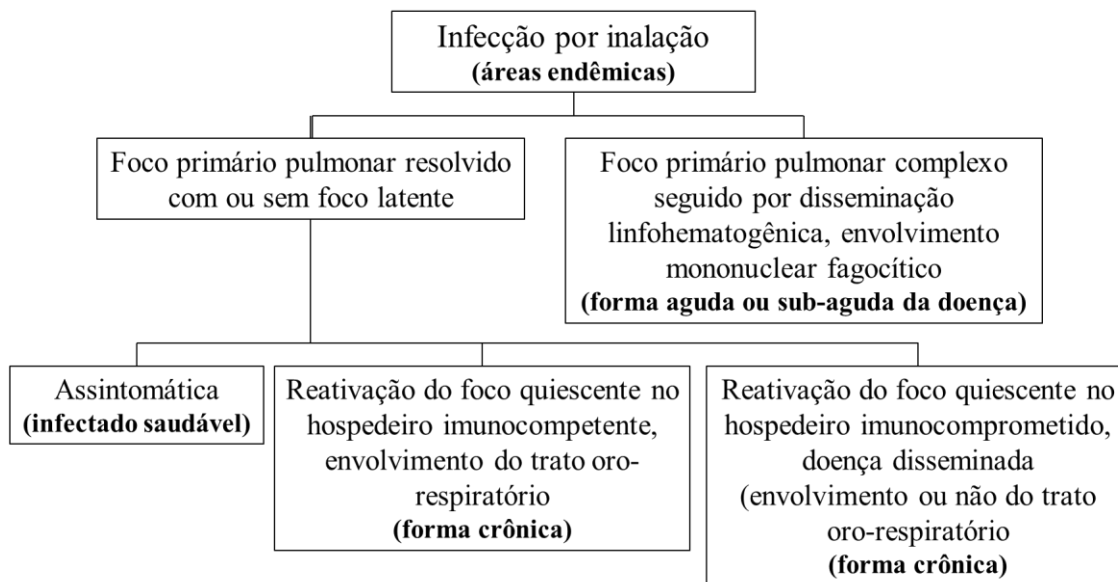 Infecção por inalação
(áreas endêmicas)
Foco primário pulmonar resolvido
com ou sem foco latente
Foco primário pulmonar complexo
seguido por disseminação
linfohematogênica, envolvimento
mononuclear fagocítico
(forma aguda ou sub-aguda da doença)
Assintomática
(infectado saudável)
Reativação do foco quiescente no
hospedeiro imunocompetente,
envolvimento do trato oro-
respiratório
(forma crônica)
Reativação do foco quiescente no
hospedeiro imunocomprometido,
doença disseminada
(envolvimento ou não do trato
oro-respiratório
(forma crônica)